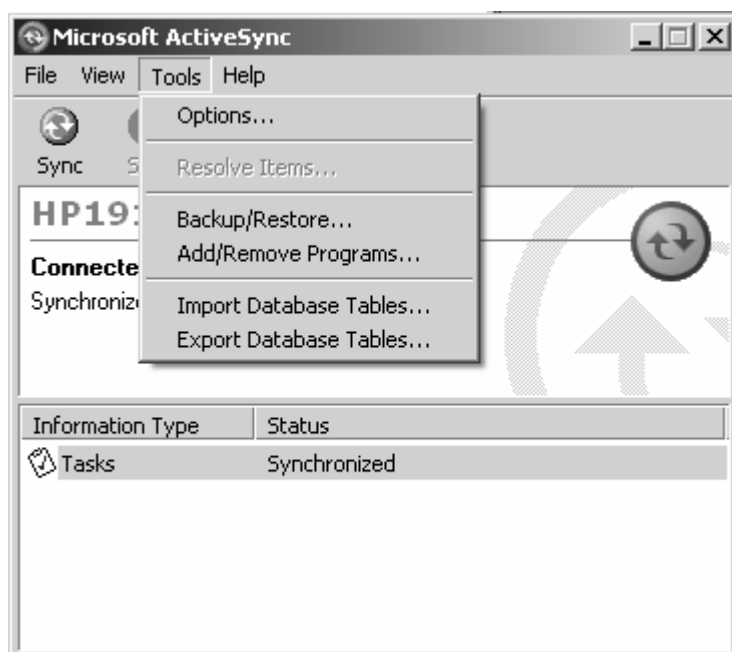 Microsoft ActiveSync
File View Tools Help
Options...
Sync
Resolve Items...
HP19
Backup/Restore...
Add/Remove Programs...
Connecte
Synchroniz
Import Database Tables...
Export Database Tables...
Information Type Status
Tasks Synchronized